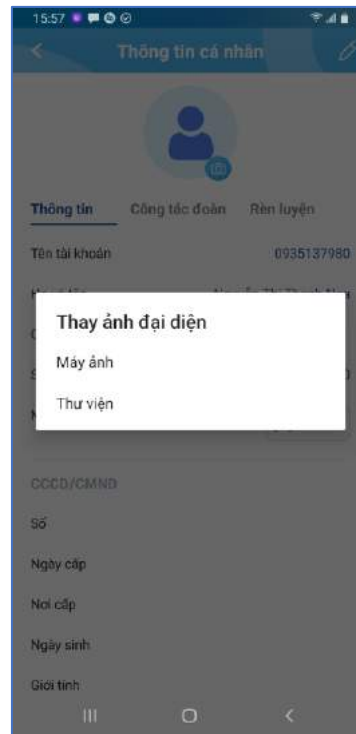 15:57
Thông tin cá nhân
Thông tin Công tác đoàn Rèn luyện
Tên tài khoản 0935137980
Thay ảnh đại diện
Máy ảnh
Thư viện
CCCD/CMND
Số
Ngày cấp
Nơi cấp
Ngày sinh
Giới tính